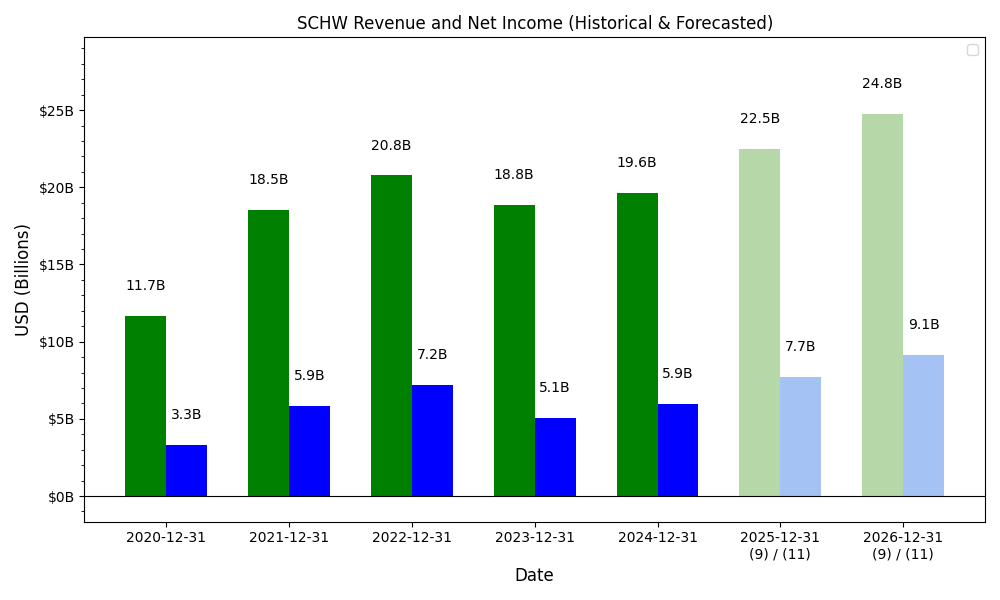 SCHW Revenue and Net Income (Historical & Forecasted)
USD (Billions)
$25B
$20B
$15B
$10B
$5B
$0B
11.7B
3.3B
18.5B
5.9B
20.8B
7.2B
18.8B
5.1B
19.6B
5.9B
22.5B
7.7B
24.8B
9.1B
2020-12-31
2021-12-31
2022-12-31
2023-12-31
2024-12-31
2025-12-31
(9) / (11)
2026-12-31
(9) / (11)
Date